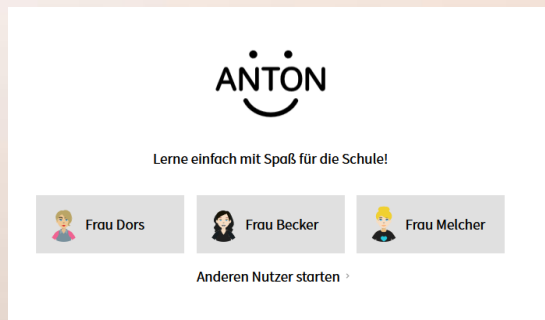 ANTON
Lerne einfach mit Spaß für die Schule!
Frau Dors
Frau Becker
Frau Melcher
Anderen Nutzer starten ›